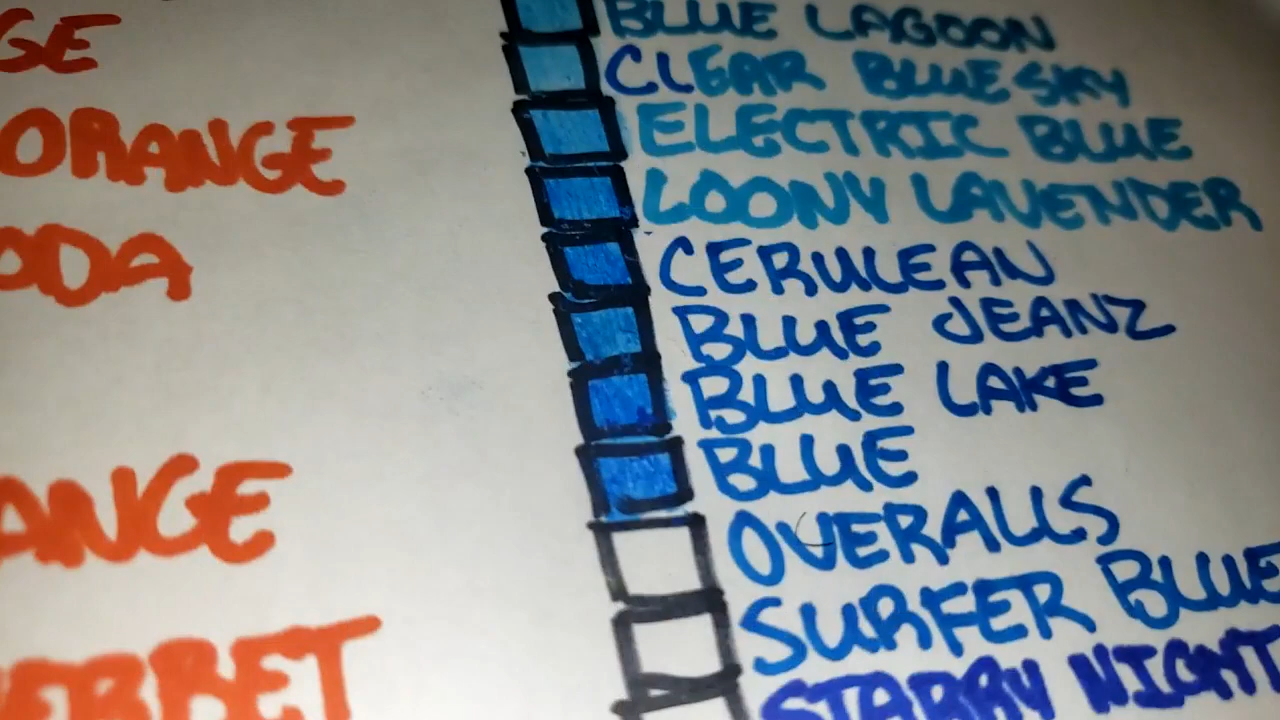 GE
ORANGE
ODA
ANGE
ERBET
BLUE LAGOON
CLEAR BLUE SKY
ELECTRIC BLUE
LOONY LAVENDER
CERULEAN
BLUE JEANZ
BLUE LAKE
BLUE
OVERALLS
SURFER BLUE
STARRY NIGHT